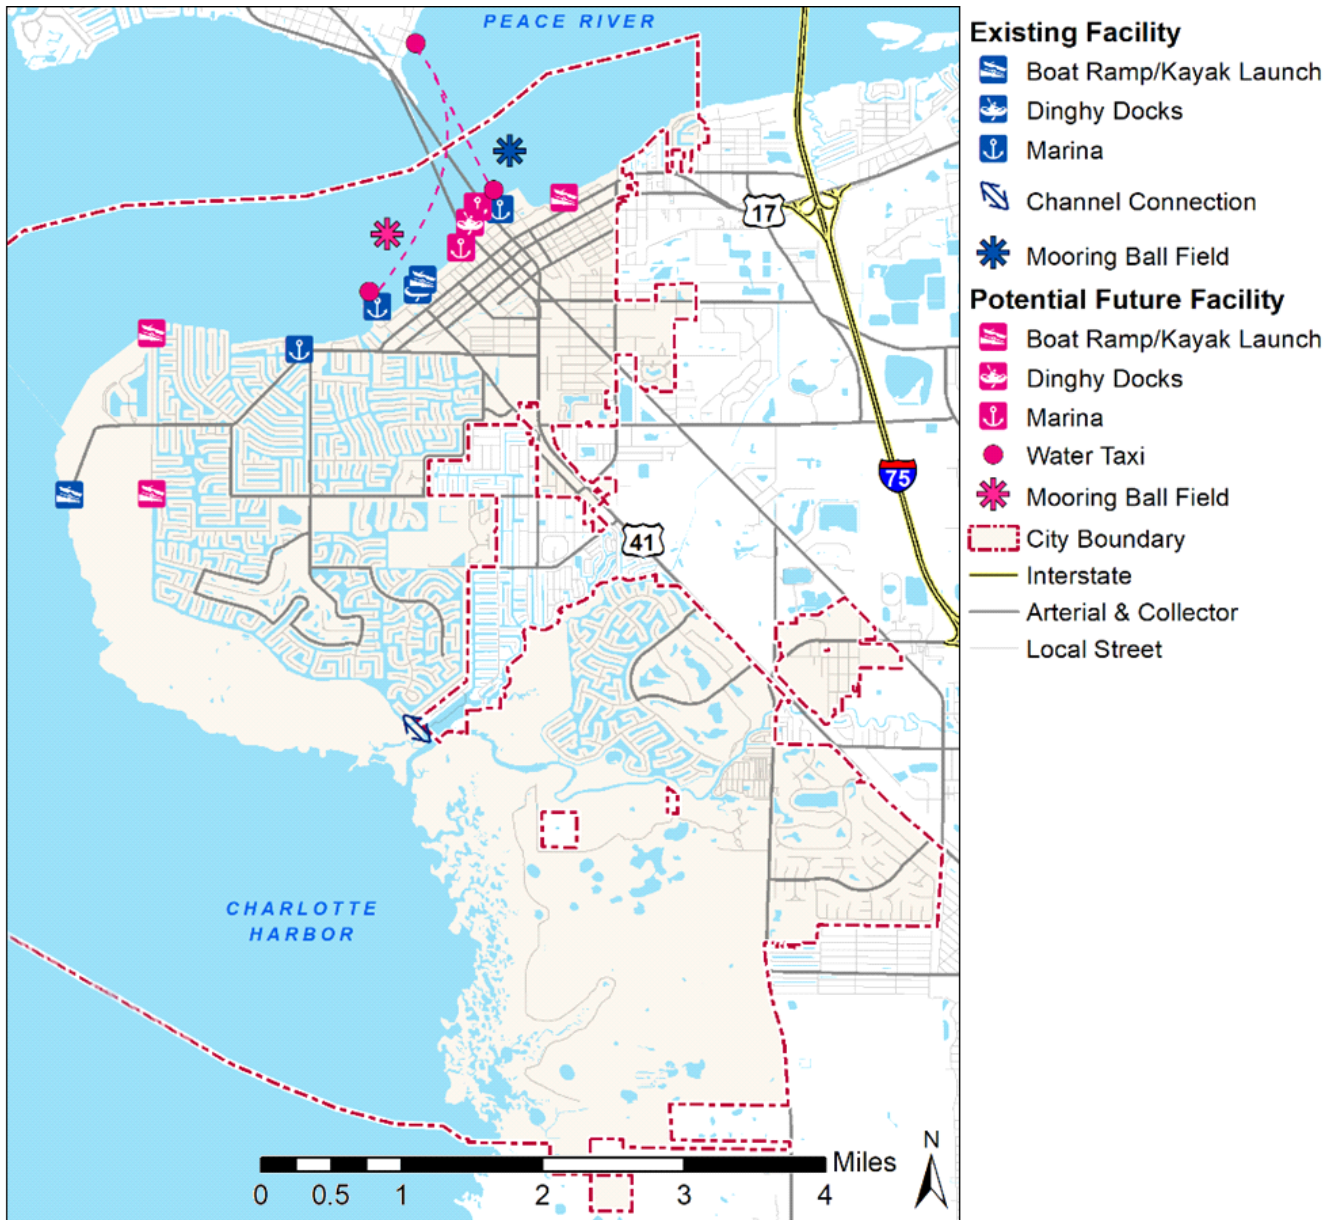 PEACE RIVER
17
75
41
CHARLOTTE
HARBOR
0 0.5 1 2 3 4 Miles
N
Existing Facility
Boat Ramp/Kayak Launch
Dinghy Docks
Marina
Channel Connection
Mooring Ball Field
Potential Future Facility
Boat Ramp/Kayak Launch
Dinghy Docks
Marina
Water Taxi
Mooring Ball Field
City Boundary
Interstate
Arterial & Collector
Local Street